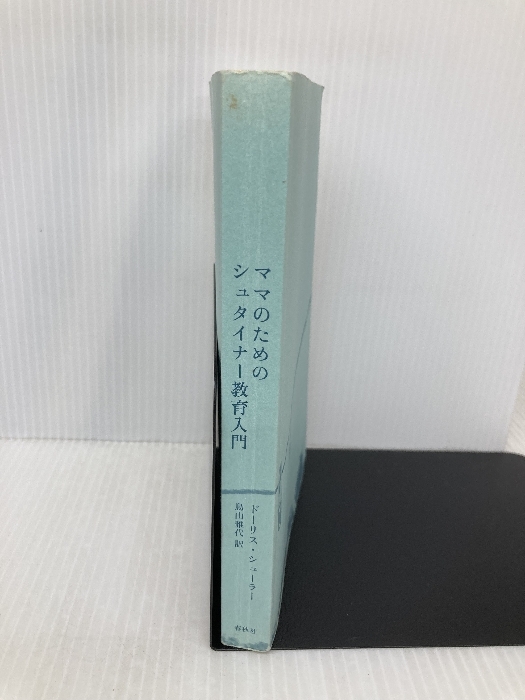 ママのための
シュタイナー教育入門
ドーリス・シューラー
鳥山雅代 訳
春秋社